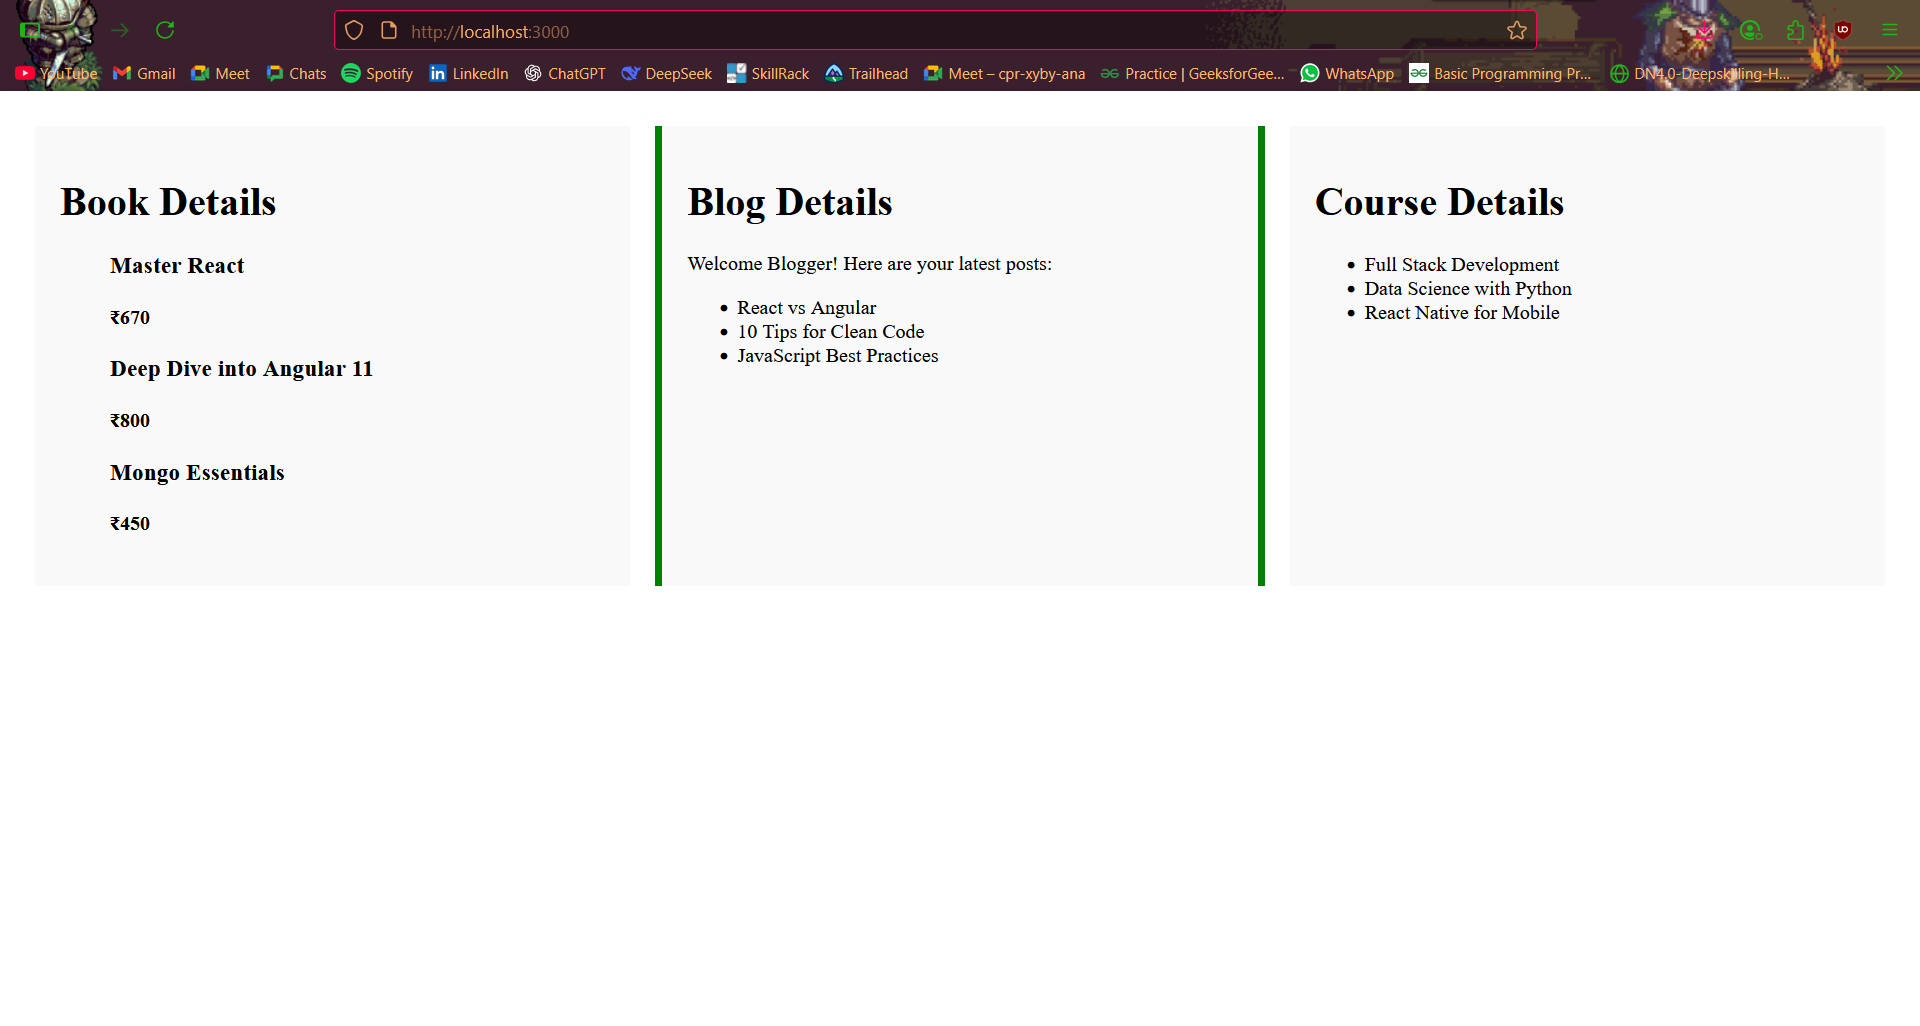 http://localhost:3000
YouTube Gmail Meet Chats Spotify LinkedIn ChatGPT DeepSeek SkillRack Trailhead Meet – cpr-xyby-ana Practice | GeeksforGee... WhatsApp Basic Programming Pr... DN4.0-Deepskilling-H...
Book Details
Master React
₹670
Deep Dive into Angular 11
₹800
Mongo Essentials
₹450
Blog Details
Welcome Blogger! Here are your latest posts:
• React vs Angular
• 10 Tips for Clean Code
• JavaScript Best Practices
Course Details
• Full Stack Development
• Data Science with Python
• React Native for Mobile